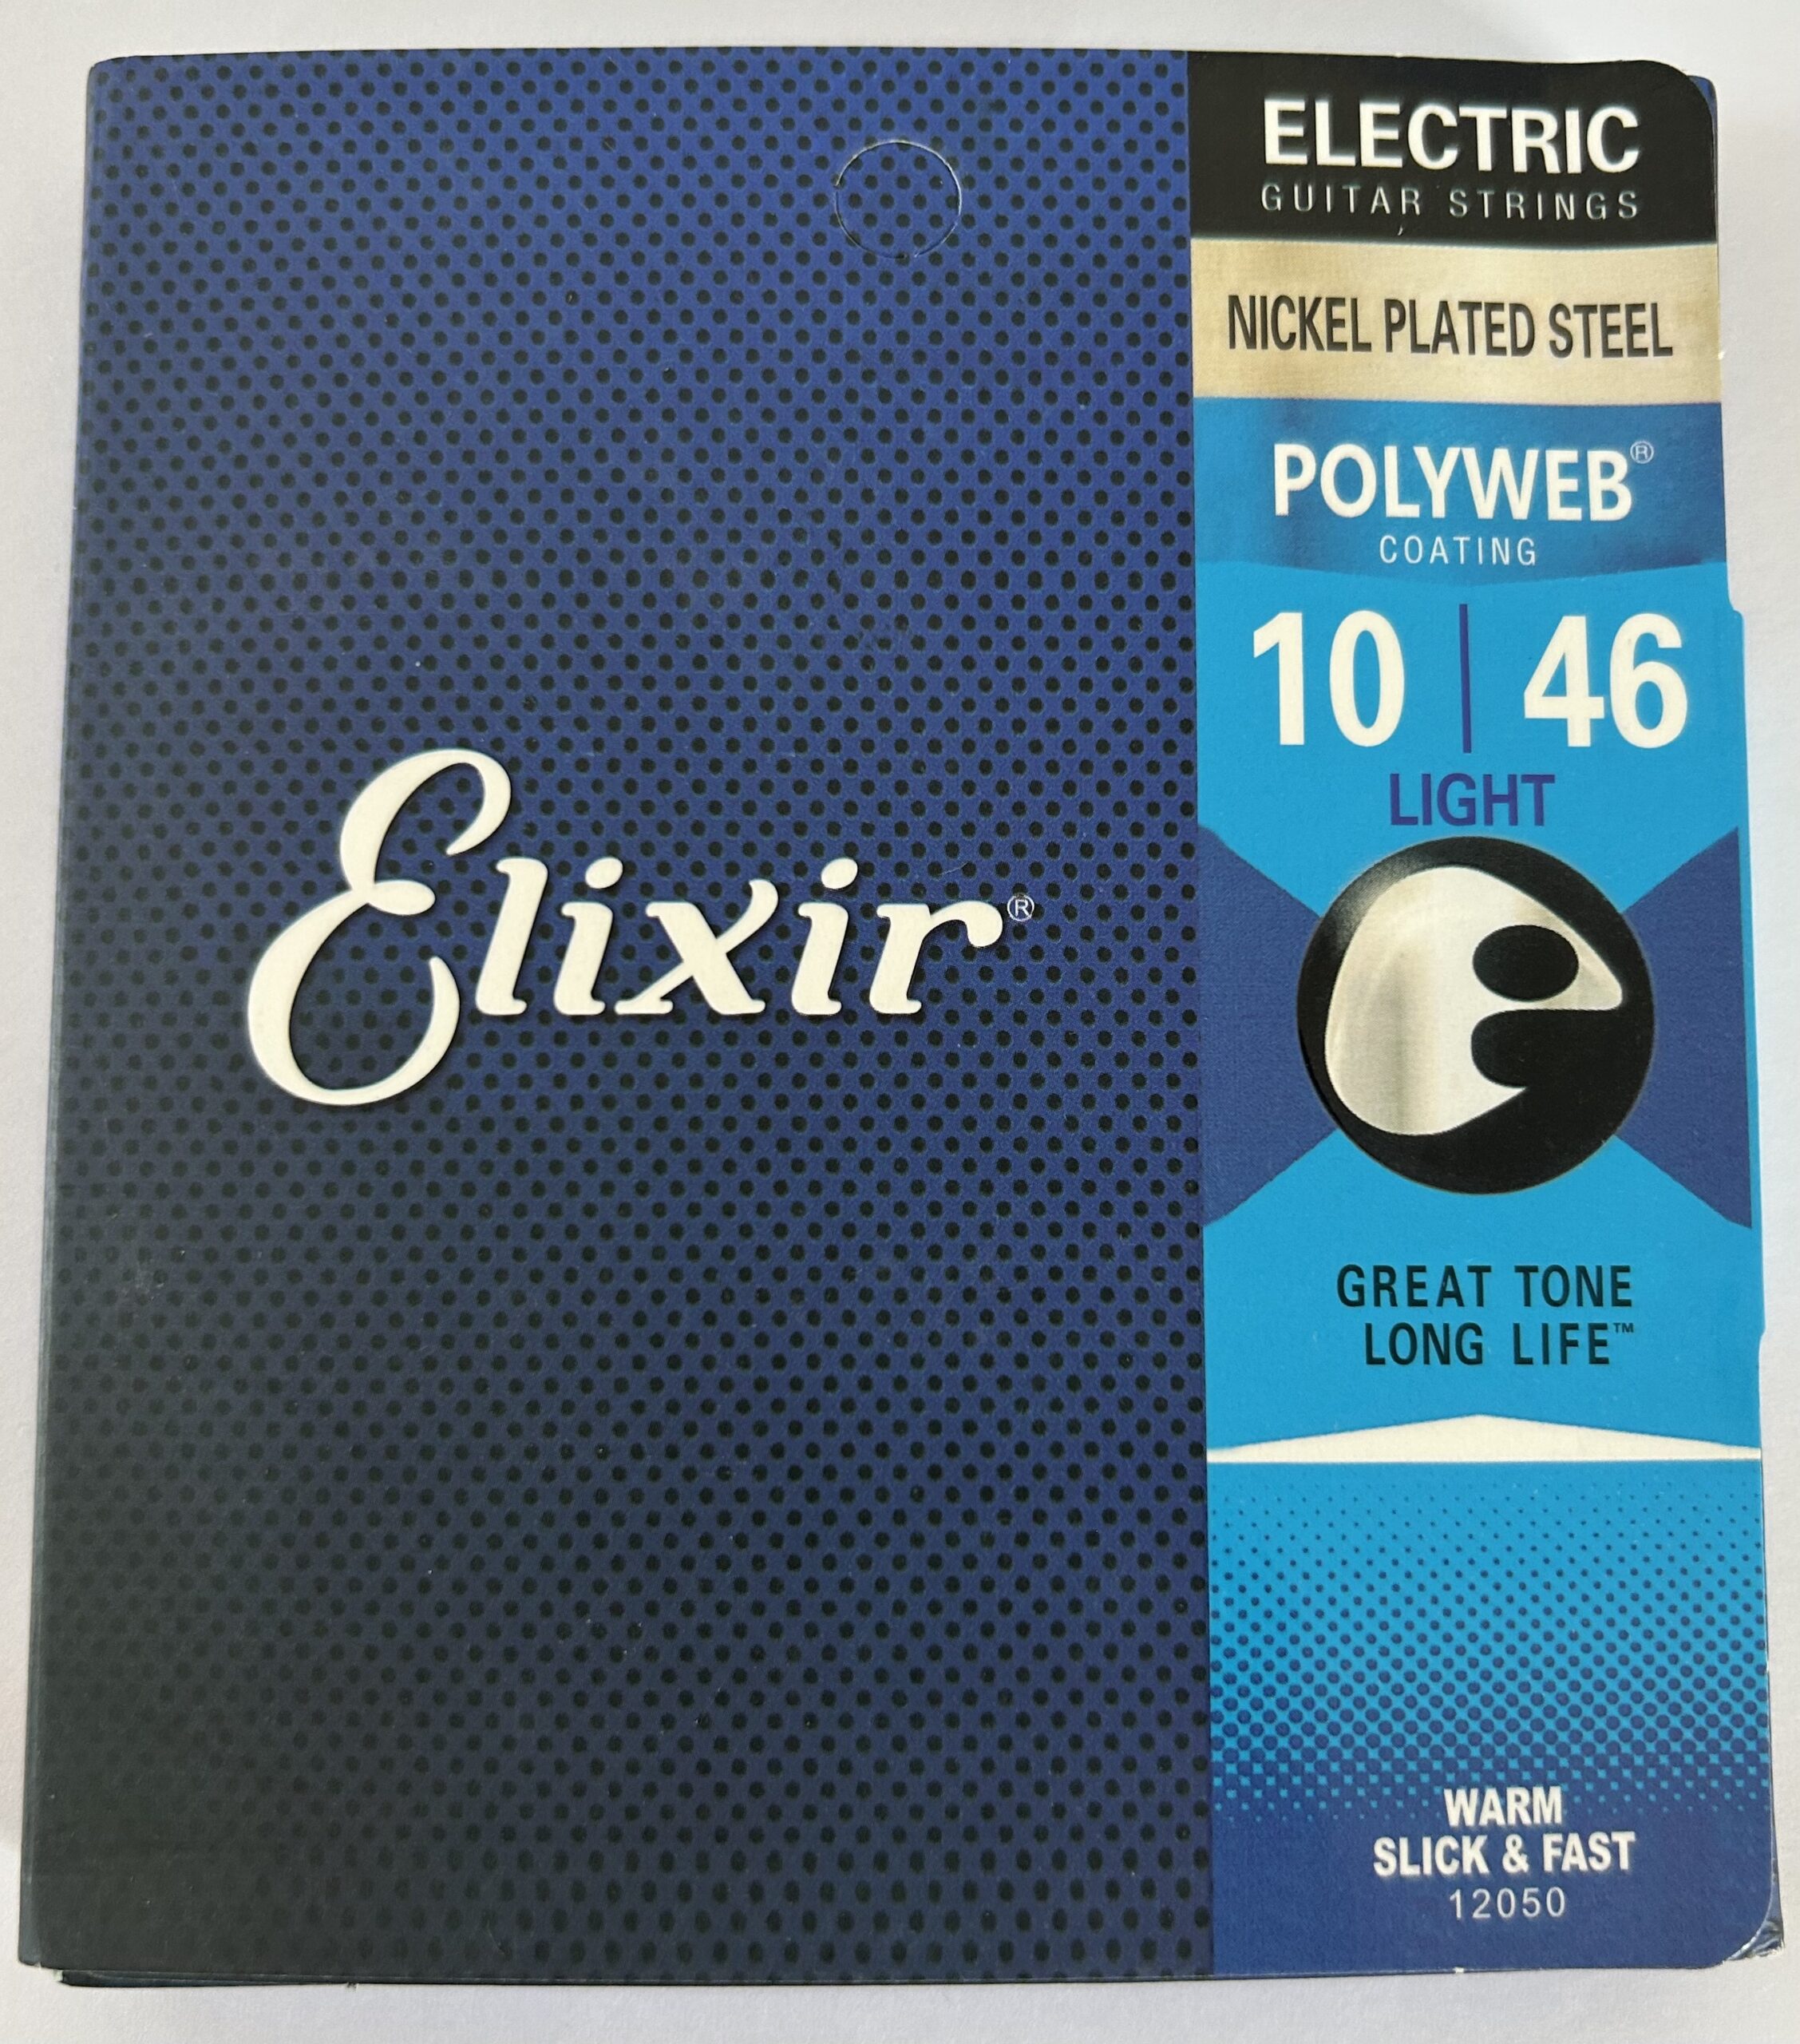 ELECTRIC
GUITAR STRINGS
NICKEL PLATED STEEL
POLYWEB®
COATING
10 | 46
LIGHT
Elixir®
e
GREAT TONE
LONG LIFE™
WARM
SLICK & FAST
12050